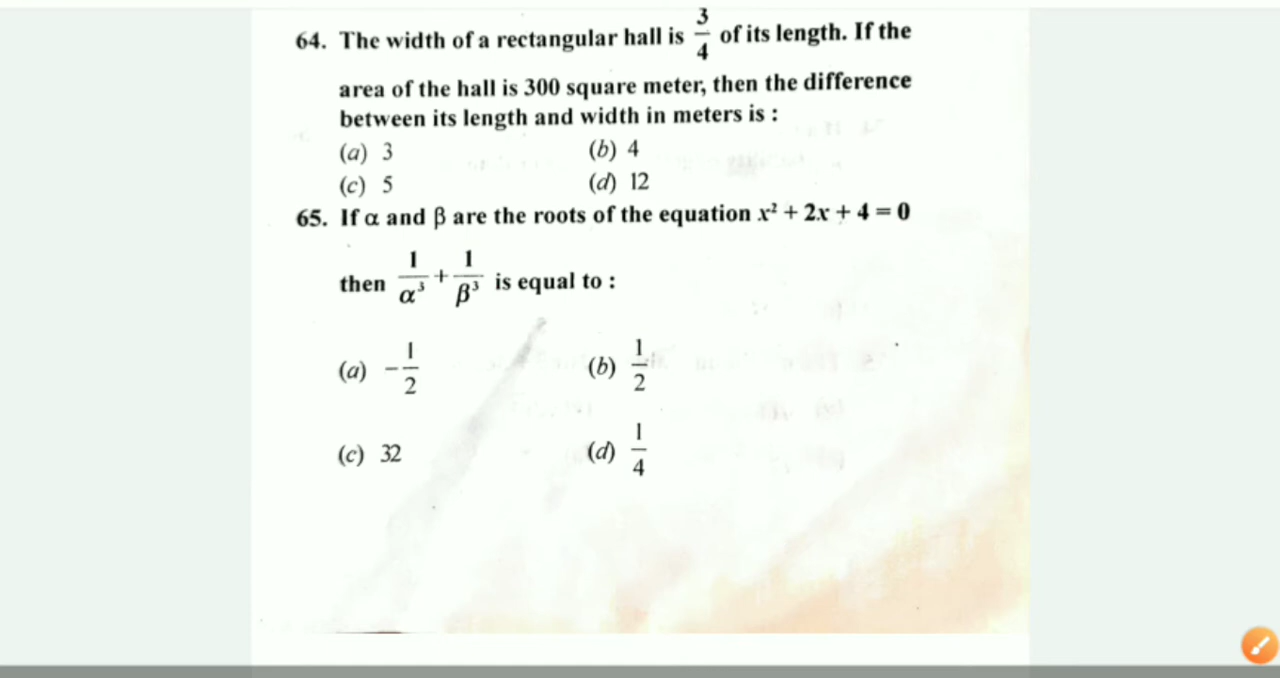 64. The width of a rectangular hall is 3/4 of its length. If the
area of the hall is 300 square meter, then the difference
between its length and width in meters is :
(a) 3 (b) 4
(c) 5 (d) 12
65. If α and β are the roots of the equation x² + 2x + 4 = 0
then 1/α³ + 1/β³ is equal to :
(a) -1/2 (b) 1/2
(c) 32 (d) 1/4